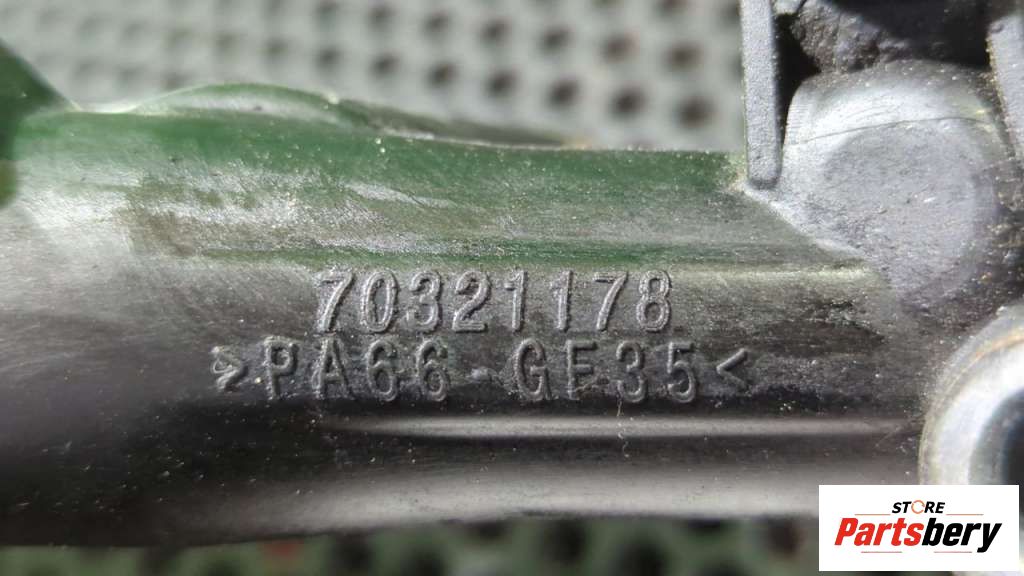 70321178
>PA66 GF35<
STORE
Partsbery